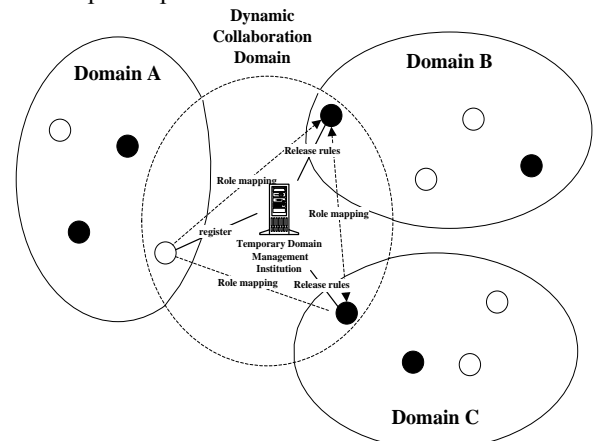 Dynamic
Collaboration
Domain
Domain A
Domain B
Release rules
Role mapping
Role mapping
register
Temporary Domain
Management
Institution
Role mapping
Release rules
Domain C